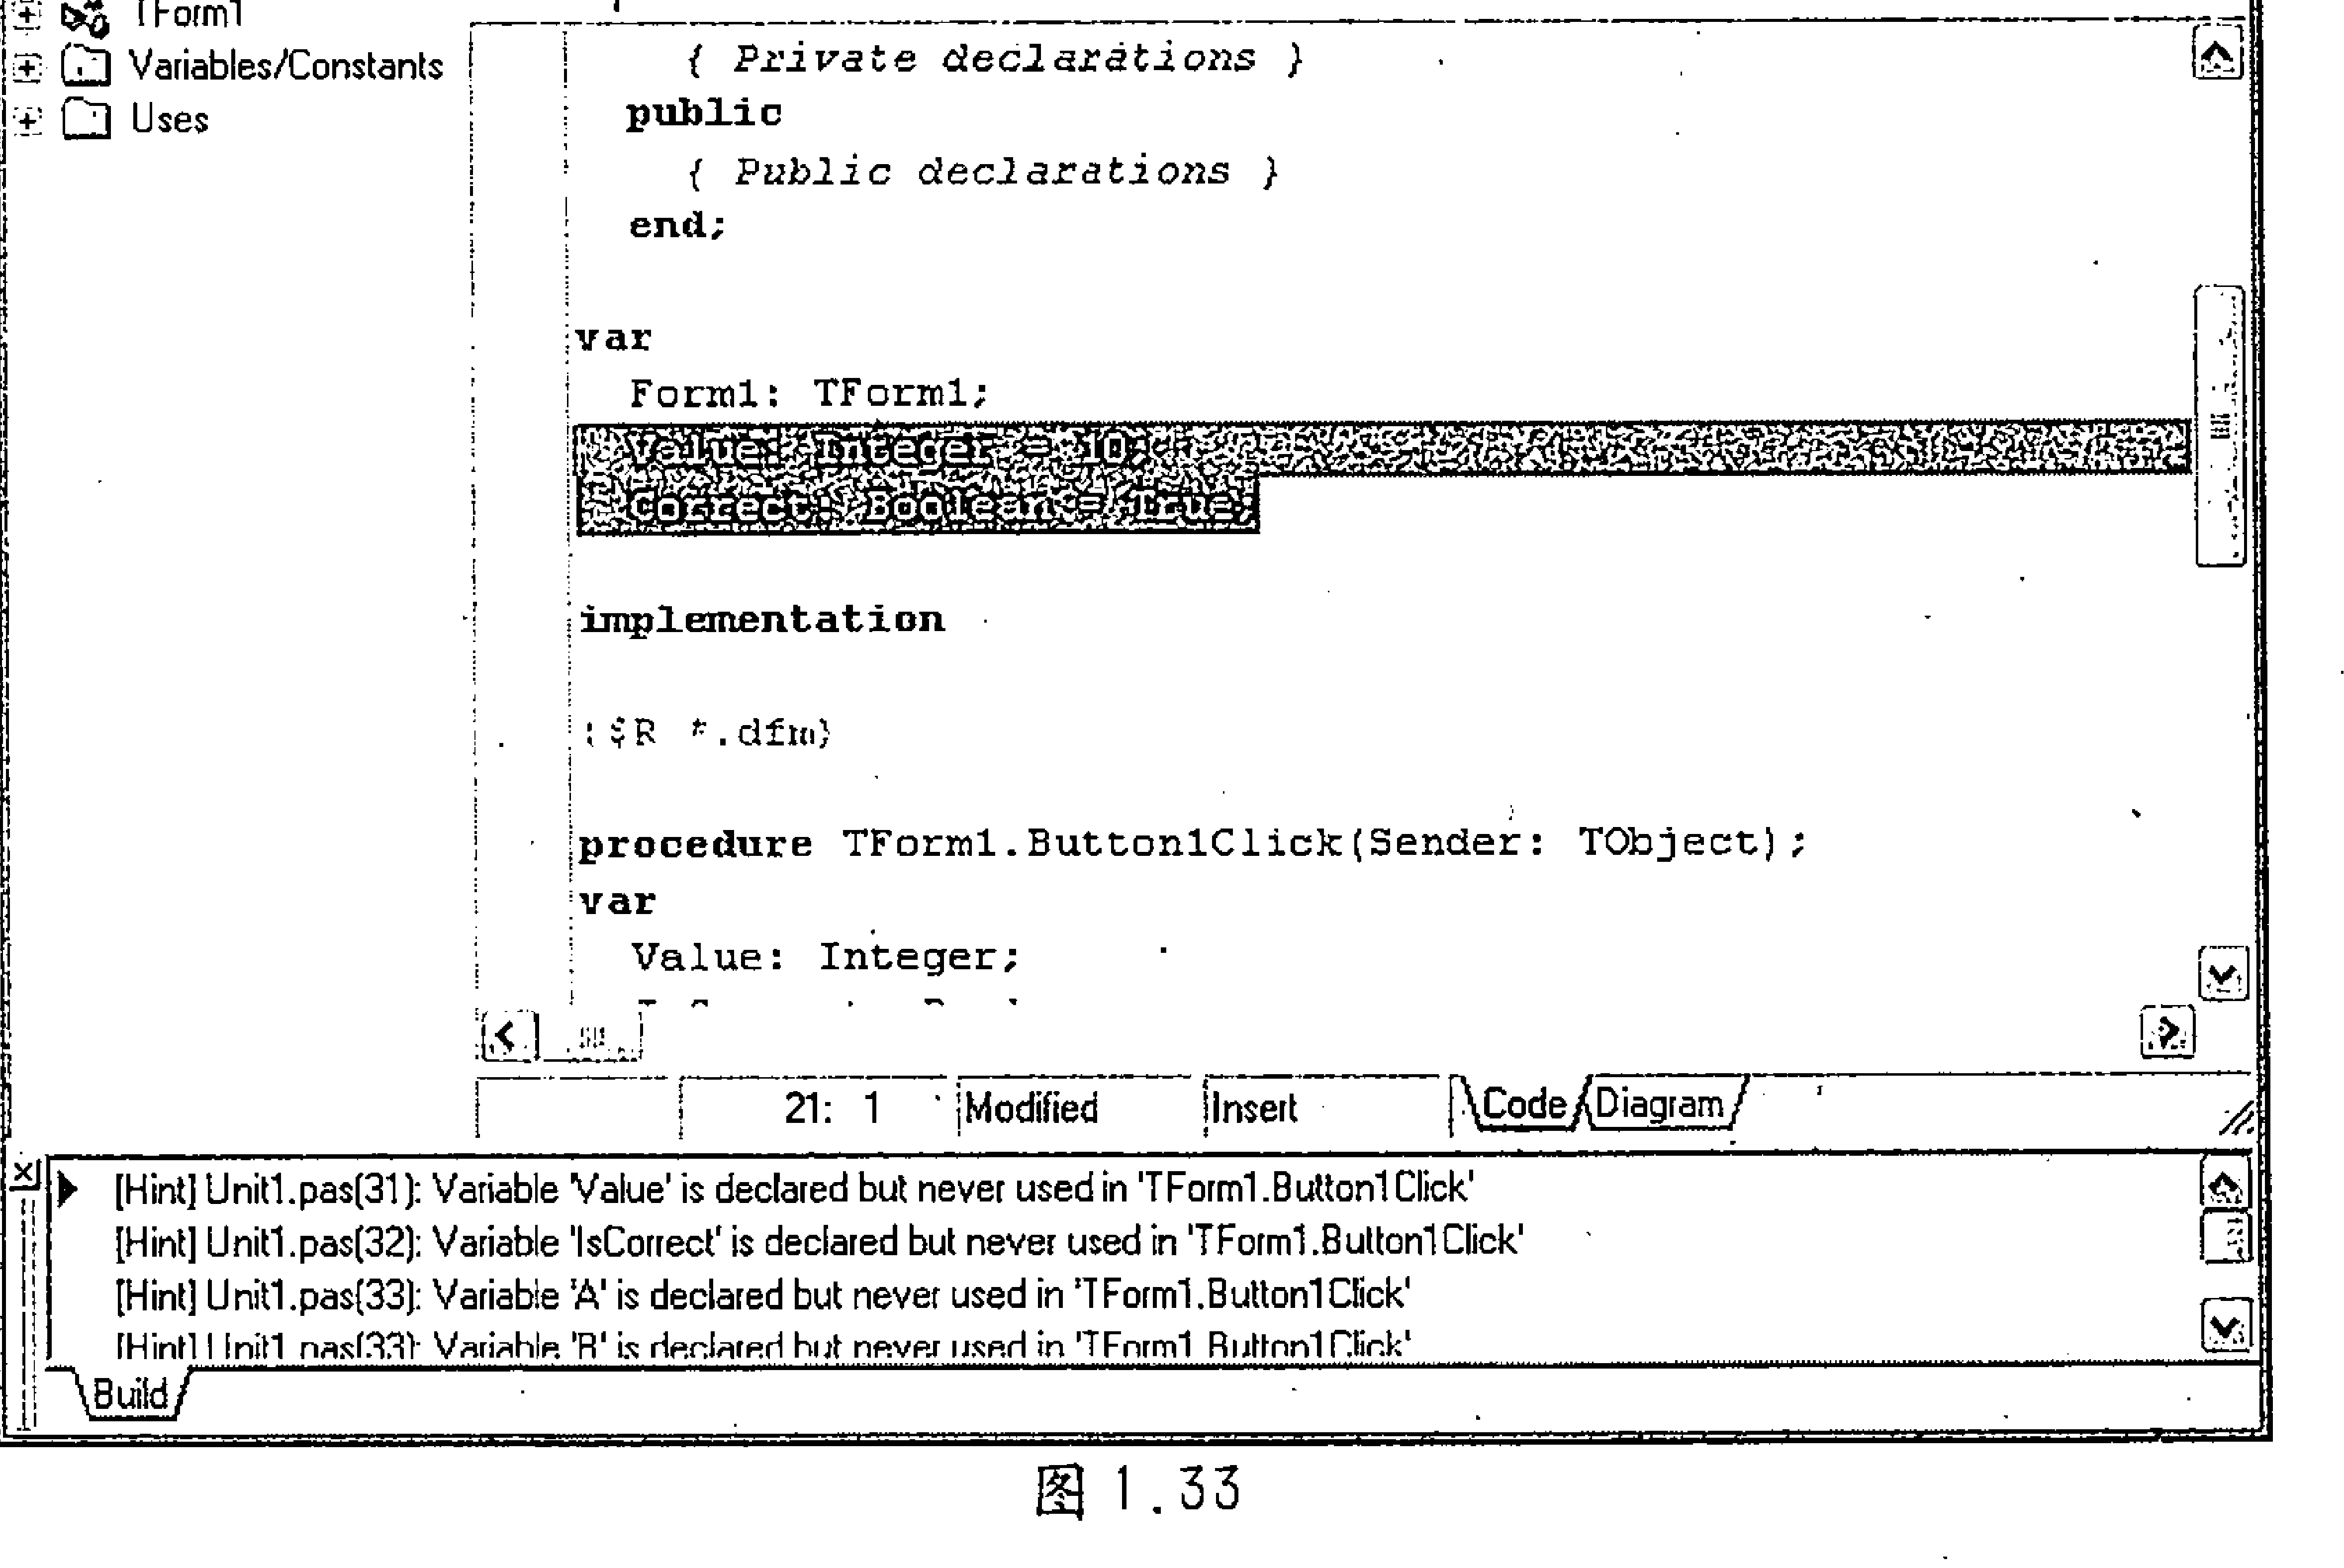 TForm1
Variables/Constants
Uses
{ Private declarations }
public
{ Public declarations }
end;
var
Form1: TForm1;
Value: Integer = 10;
Correct: Boolean = True;
implementation
{$R *.dfm}
procedure TForm1.Button1Click(Sender: TObject);
var
Value: Integer;
21: 1 Modified Insert Code Diagram
[Hint] Unit1.pas(31): Variable 'Value' is declared but never used in 'TForm1.Button1Click'
[Hint] Unit1.pas(32): Variable 'IsCorrect' is declared but never used in 'TForm1.Button1Click'
[Hint] Unit1.pas(33): Variable 'A' is declared but never used in 'TForm1.Button1Click'
[Hint] Unit1.pas(33): Variable 'B' is declared but never used in 'TForm1.Button1Click'
Build
图 1.33